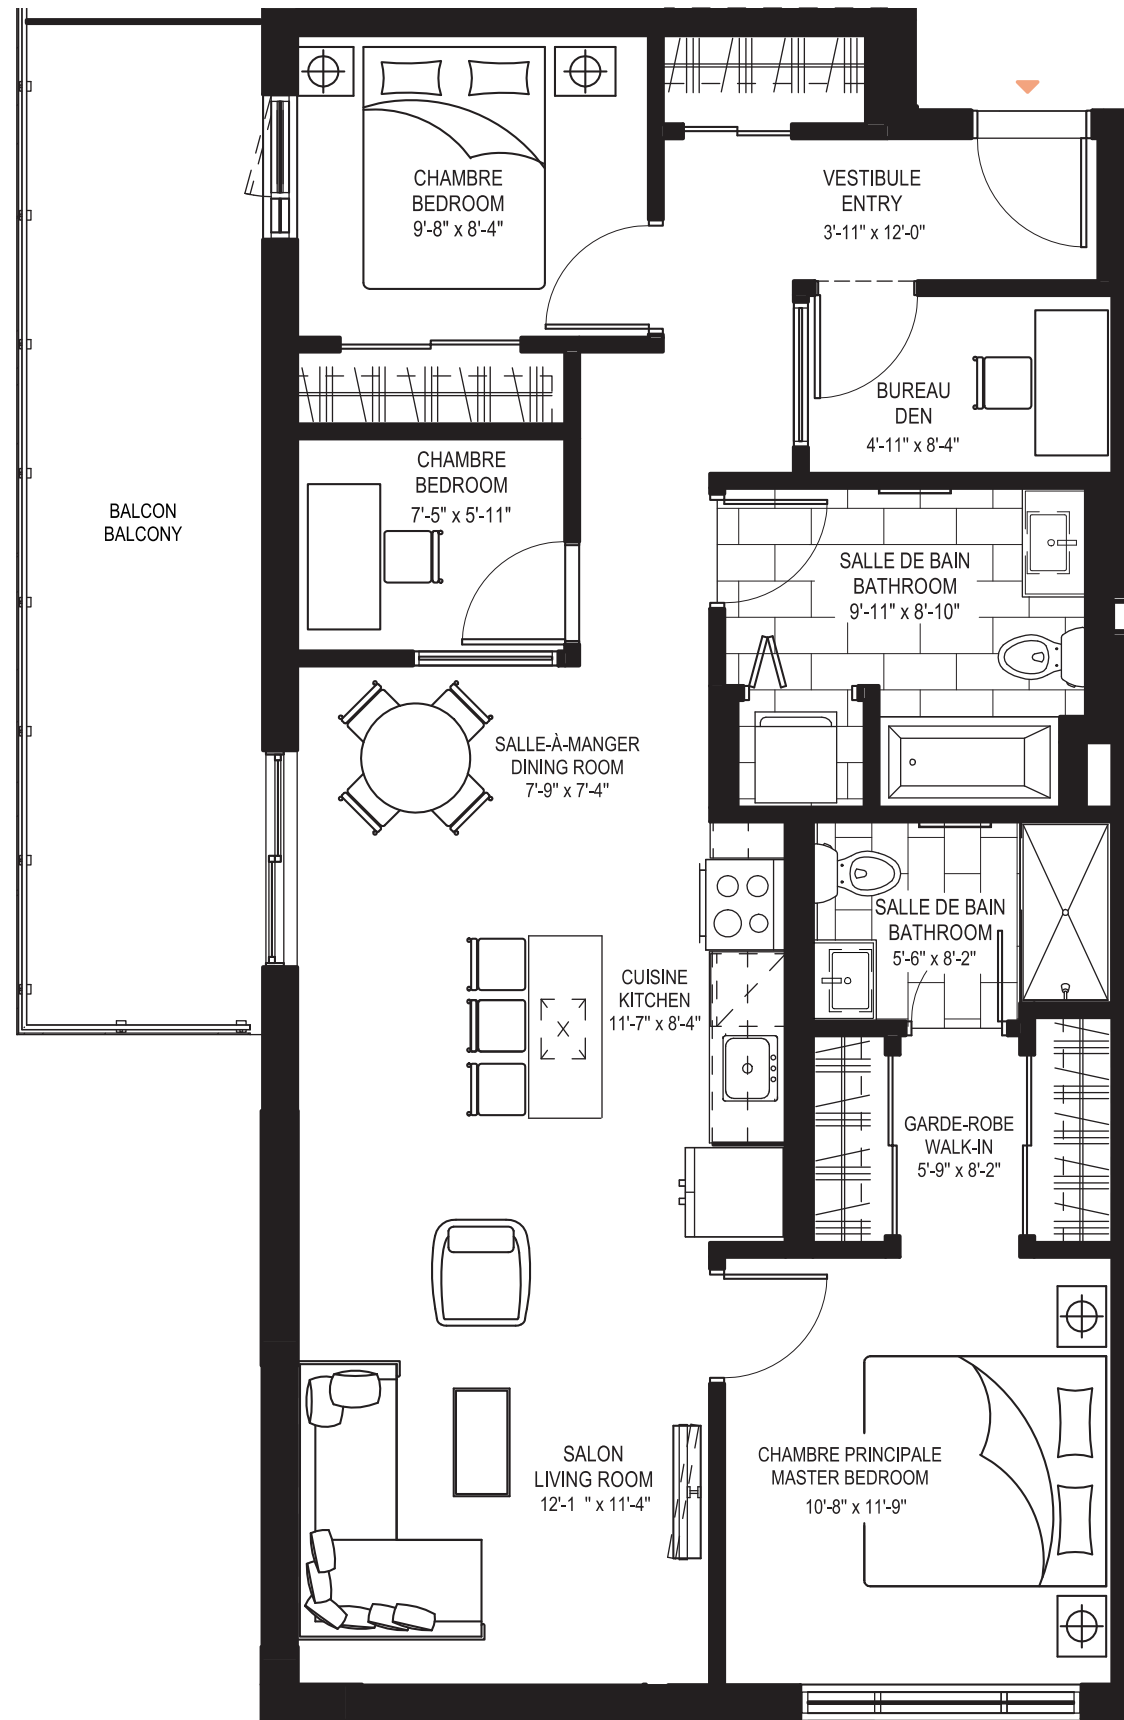 CHAMBRE
BEDROOM
9'-8" x 8'-4"
VESTIBULE
ENTRY
3'-11" x 12'-0"
BUREAU
DEN
4'-11" x 8'-4"
CHAMBRE
BEDROOM
7'-5" x 5'-11"
BALCON
BALCONY
SALLE DE BAIN
BATHROOM
9'-11" x 8'-10"
SALLE-À-MANGER
DINING ROOM
7'-9" x 7'-4"
SALLE DE BAIN
BATHROOM
5'-6" x 8'-2"
CUISINE
KITCHEN
11'-7" x 8'-4"
GARDE-ROBE
WALK-IN
5'-9" x 8'-2"
SALON
LIVING ROOM
12'-1 " x 11'-4"
CHAMBRE PRINCIPALE
MASTER BEDROOM
10'-8" x 11'-9"